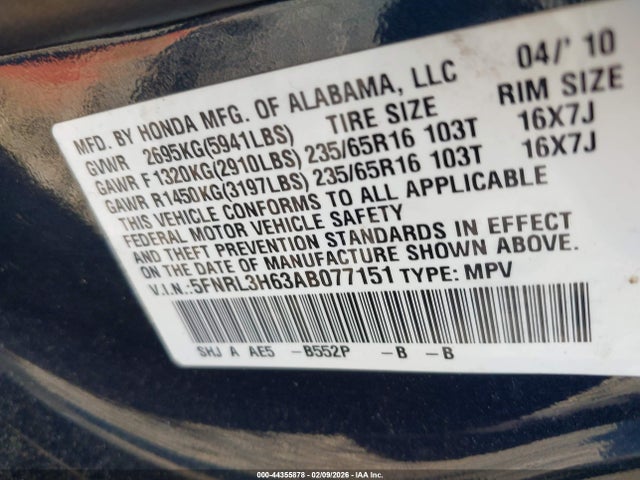 MFD. BY HONDA MFG. OF ALABAMA, LLC 04/' 10
GVWR 2695KG(5941LBS) TIRE SIZE RIM SIZE
GAWR F1320KG(2910LBS) 235/65R16 103T 16X7J
GAWR R1450KG(3197LBS) 235/65R16 103T 16X7J
THIS VEHICLE CONFORMS TO ALL APPLICABLE
FEDERAL MOTOR VEHICLE SAFETY
AND THEFT PREVENTION STANDARDS IN EFFECT
ON THE DATE OF MANUFACTURE SHOWN ABOVE.
V.I.N.:5FNRL3H63AB077151 TYPE: MPV
SHJ A AE5 –B552P –B –B
000-44355878 - 02/09/2026 - IAA Inc.